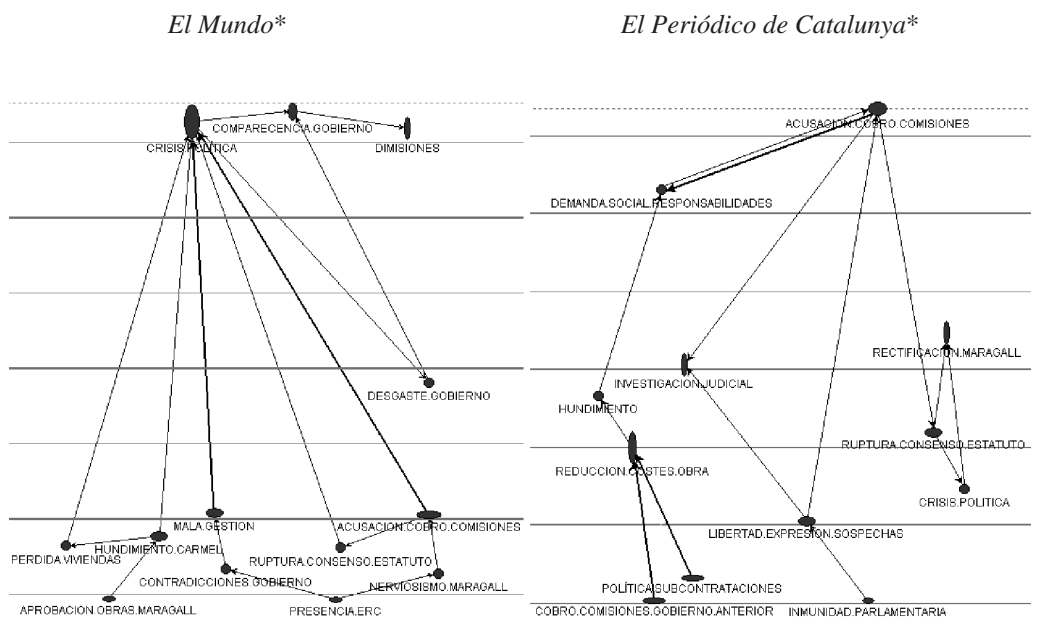 El Mundo*
El Periódico de Catalunya*
COMPARECENCIA.GOBIERNO
CRISIS.POLITICA
DIMISIONES
DESGASTE.GOBIERNO
MALA.GESTION
ACUSACION.COBRO.COMISIONES
HUNDIMIENTO.CARMEL
PERDIDA.VIVIENDAS
RUPTURA.CONSENSO.ESTATUTO
CONTRADICCIONES.GOBIERNO
NERVIOSISMO.MARAGALL
APROBACION.OBRAS.MARAGALL
PRESENCIA.ERC
ACUSACION.COBRO.COMISIONES
DEMANDA.SOCIAL.RESPONSABILIDADES
RECTIFICACION.MARAGALL
INVESTIGACION.JUDICIAL
HUNDIMIENTO
RUPTURA.CONSENSO.ESTATUTO
REDUCCION.COSTES.OBRA
CRISIS.POLITICA
LIBERTAD.EXPRESION.SOSPECHAS
POLÍTICA.SUBCONTRATACIONES
COBRO.COMISIONES.GOBIERNO.ANTERIOR
INMUNIDAD.PARLAMENTARIA